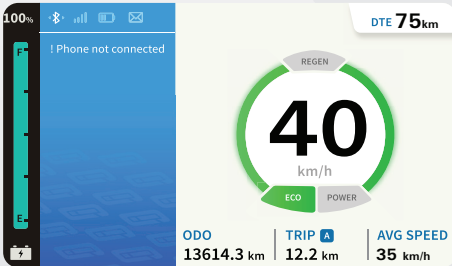 100%
F
E
! Phone not connected
DTE 75km
REGEN
40
km/h
ECO POWER
ODO TRIP A AVG SPEED
13614.3 km 12.2 km 35 km/h